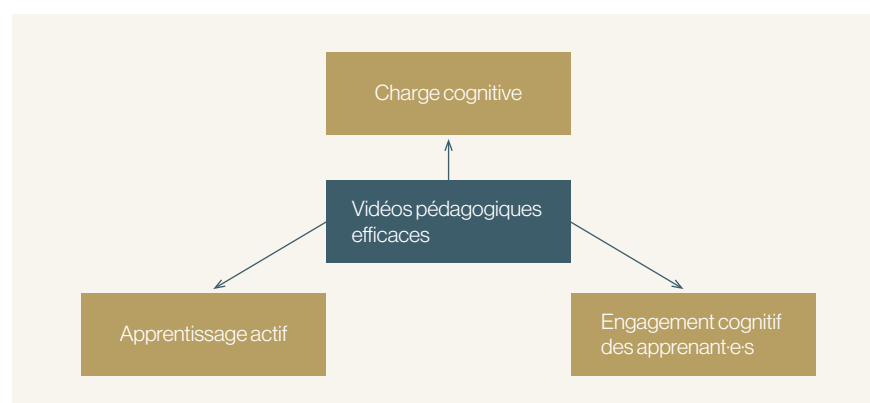 Charge cognitive
Vidéos pédagogiques
efficaces
Apprentissage actif
Engagement cognitif
des apprenant·e·s